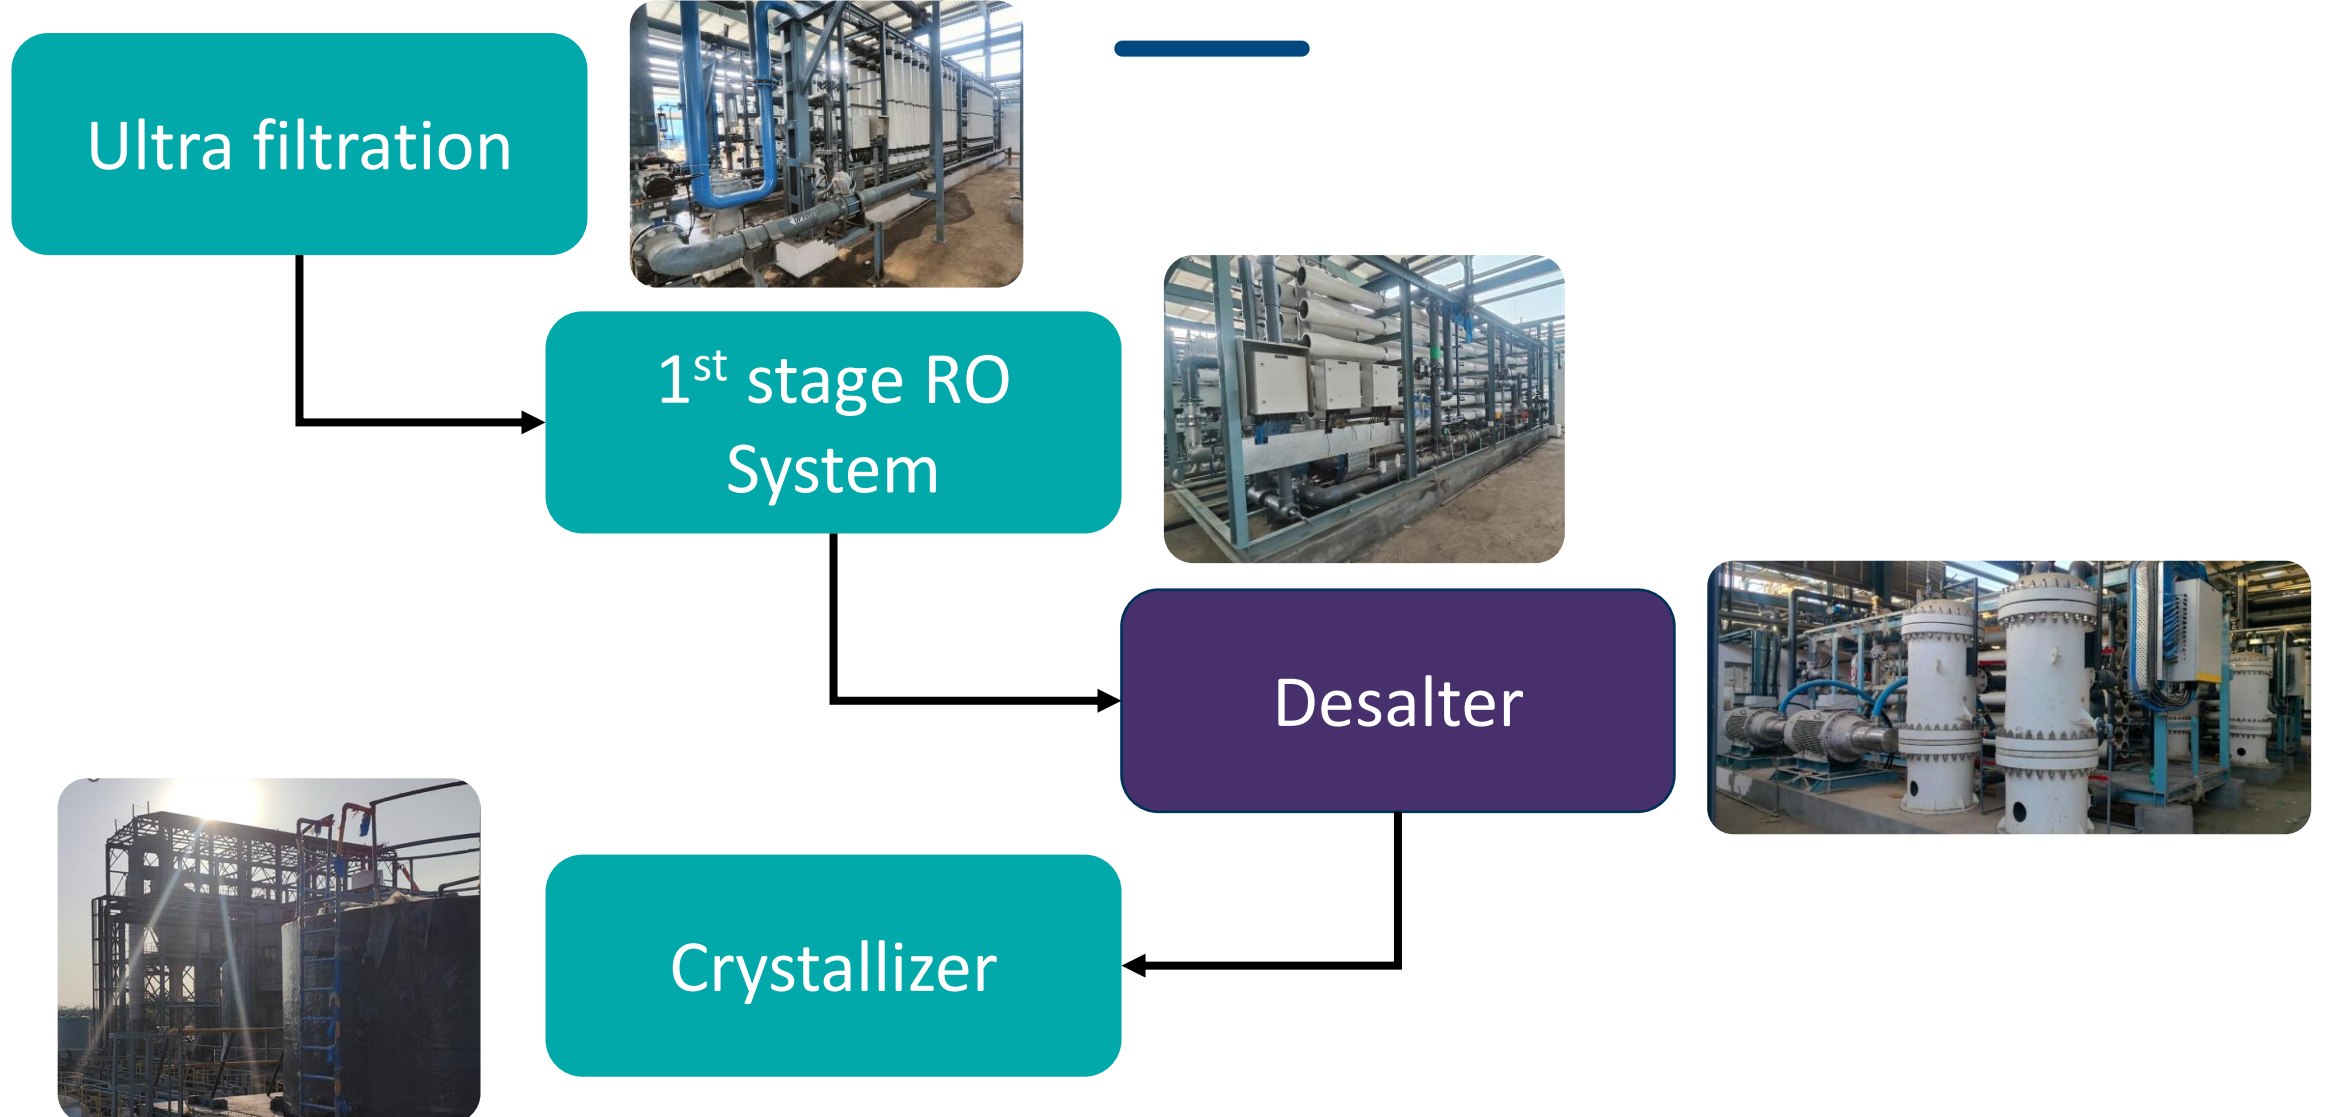 Ultra filtration
1st stage RO
System
Desalter
Crystallizer